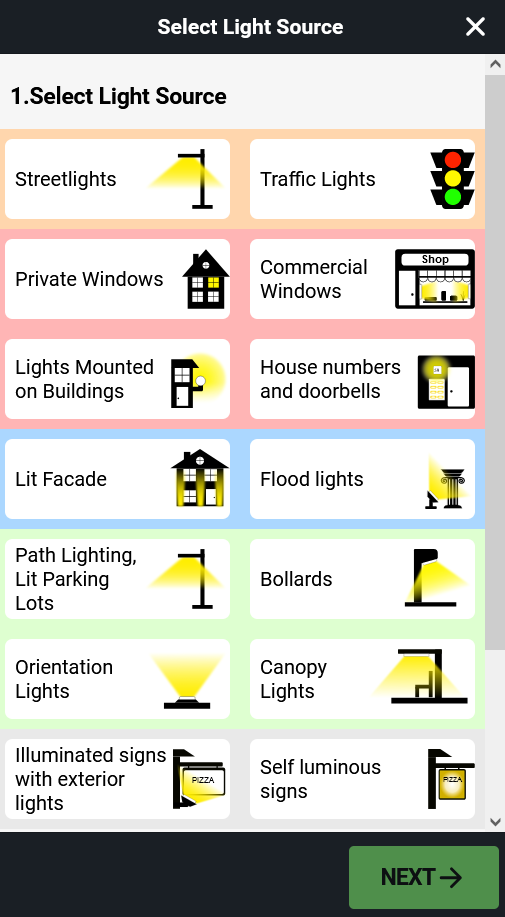 Select Light Source
1.Select Light Source
Streetlights
Traffic Lights
Private Windows
Commercial
Windows
Shop
Lights Mounted
on Buildings
House numbers
and doorbells
Lit Facade
Flood lights
Path Lighting,
Lit Parking
Lots
Bollards
Orientation
Lights
Canopy
Lights
Illuminated signs
with exterior
lights
PIZZA
Self luminous
signs
PIZZA
NEXT